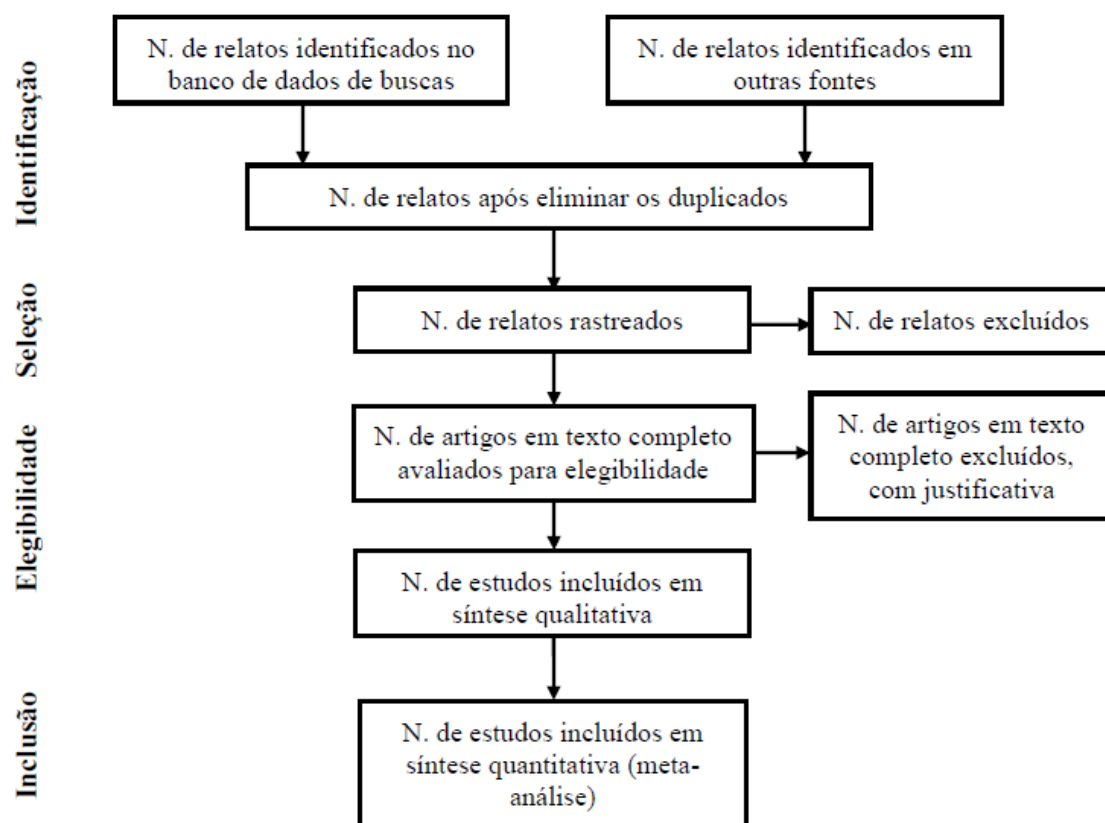 Identificação
N. de relatos identificados no
banco de dados de buscas
N. de relatos identificados em
outras fontes
N. de relatos após eliminar os duplicados
Seleção
N. de relatos rastreados
N. de relatos excluídos
Elegibilidade
N. de artigos em texto completo
avaliados para elegibilidade
N. de artigos em texto
completo excluídos,
com justificativa
N. de estudos incluídos em
síntese qualitativa
Inclusão
N. de estudos incluídos em
síntese quantitativa (meta-
análise)